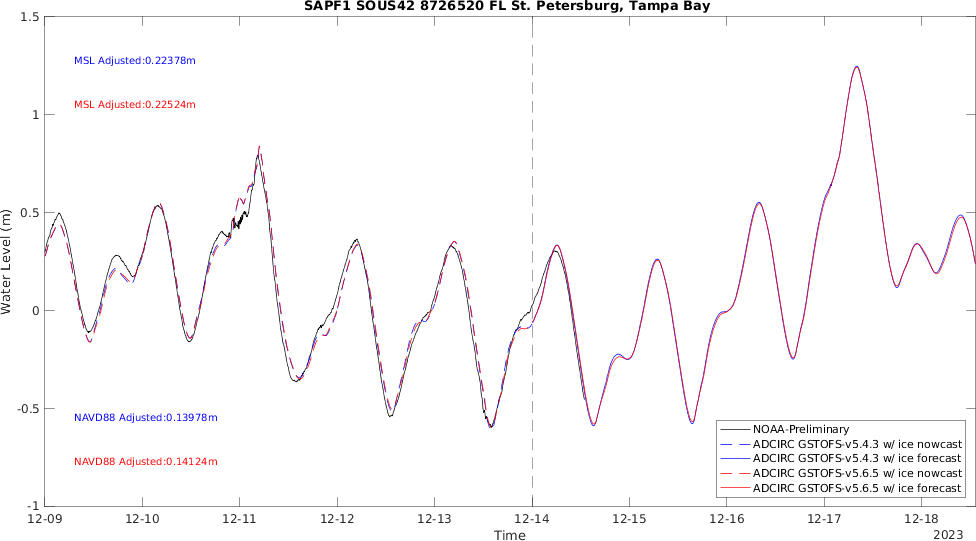 SAPF1 SOUS42 8726520 FL St. Petersburg, Tampa Bay
1.5
MSL Adjusted:0.22378m
MSL Adjusted:0.22524m
1
0.5
Water Level (m)
0
-0.5
NAVD88 Adjusted:0.13978m
NAVD88 Adjusted:0.14124m
NOAA-Preliminary
ADCIRC GSTOFS-v5.4.3 w/ ice nowcast
ADCIRC GSTOFS-v5.4.3 w/ ice forecast
ADCIRC GSTOFS-v5.6.5 w/ ice nowcast
ADCIRC GSTOFS-v5.6.5 w/ ice forecast
-1
12-09 12-10 12-11 12-12 12-13 12-14 12-15 12-16 12-17 12-18
Time
2023